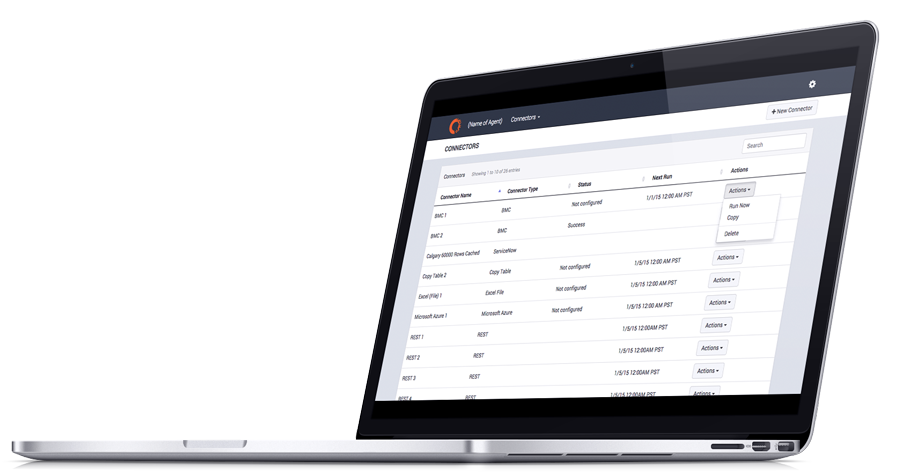 {Name of Agent} Connectors
CONNECTORS + New Connector
Connectors Showing 1 to 10 of 26 entries Search
Connector Name Connector Type Status Next Run Actions
BMC 1 BMC Not configured 1/1/15 12:00 AM PST Actions
Run Now
Copy
Delete
BMC 2 BMC Success
Calgary 60000 Rows Cached ServiceNow
Copy Table 2 Copy Table Not configured 1/5/15 12:00 AM PST Actions
Excel (File) 1 Excel File Not configured 1/5/15 12:00 AM PST Actions
Microsoft Azure 1 Microsoft Azure Not configured 1/5/15 12:00 AM PST Actions
REST 1 REST 1/5/15 12:00AM PST Actions
REST 2 REST 1/5/15 12:00AM PST Actions
REST 3 REST 1/5/15 12:00AM PST Actions
REST 4 REST 1/5/15 12:00AM PST Actions